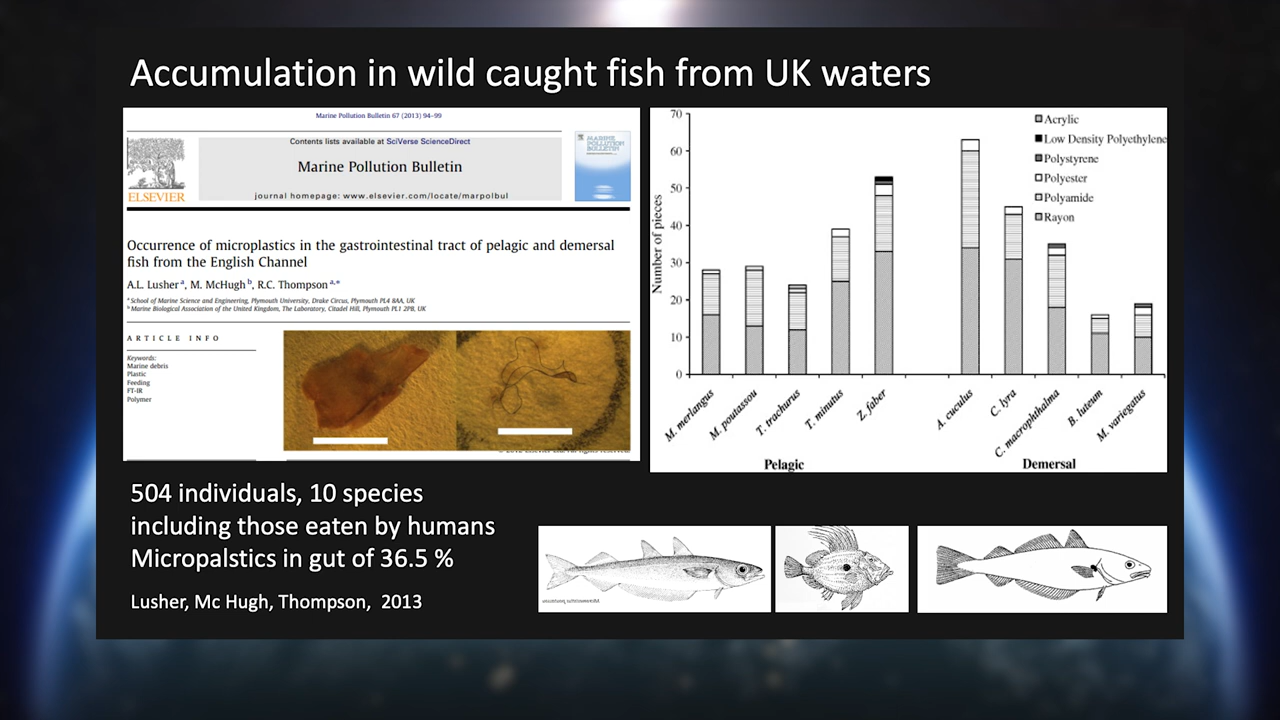 Accumulation in wild caught fish from UK waters
Marine Pollution Bulletin 67 (2013) 94–99
Contents lists available at SciVerse ScienceDirect
Marine Pollution Bulletin
journal homepage: www.elsevier.com/locate/marpolbul
ELSEVIER
MARINE
POLLUTION
BULLETIN
Occurrence of microplastics in the gastrointestinal tract of pelagic and demersal
fish from the English Channel
A.L. Lusher a, M. McHugh b, R.C. Thompson a,*
a School of Marine Science and Engineering, Plymouth University, Drake Circus, Plymouth PL4 8AA, UK
b Marine Biological Association of the United Kingdom, The Laboratory, Citadel Hill, Plymouth PL1 2PB, UK
ARTICLE INFO
Keywords:
Marine debris
Plastic
Feeding
FT-IR
Polymer
Number of pieces
70
60
50
40
30
20
10
0
Acrylic
Low Density Polyethylene
Polystyrene
Polyester
Polyamide
Rayon
M. merlangus
M. poutassou
T. trachurus
T. minutus
Z. faber
A. cuculus
C. lyra
C. macrophthalma
B. luteum
M. variegatus
Pelagic
Demersal
504 individuals, 10 species
including those eaten by humans
Micropalstics in gut of 36.5 %
Lusher, Mc Hugh, Thompson, 2013